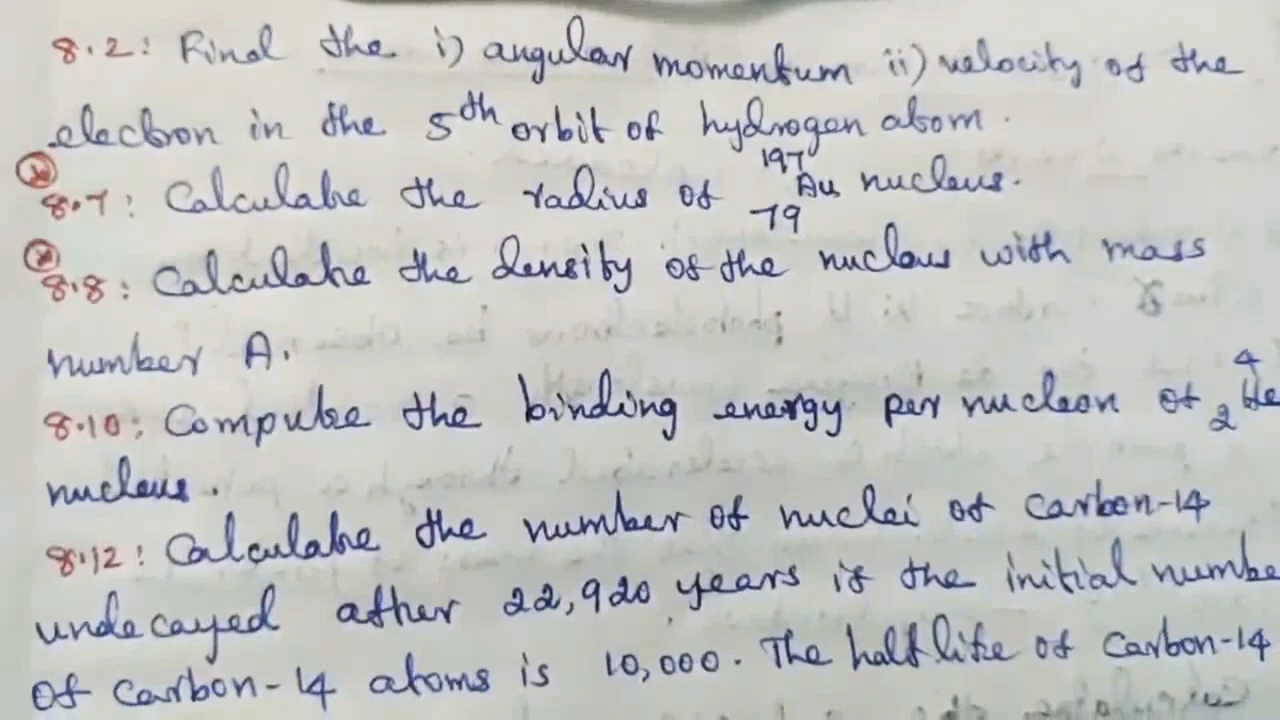 8.2: Find the i) angular momentum ii) velocity of the
electron in the 5th orbit of hydrogen atom.
8.7: Calculate the radius of 197 79 Au nucleus.
8.8: Calculate the density of the nucleus with mass
number A.
8.10: Compute the binding energy per nucleon of 4 2 He
nucleus.
8.12: Calculate the number of nuclei of carbon-14
undecayed after 22,920 years if the initial numbe
of carbon-14 atoms is 10,000. The half life of carbon-14